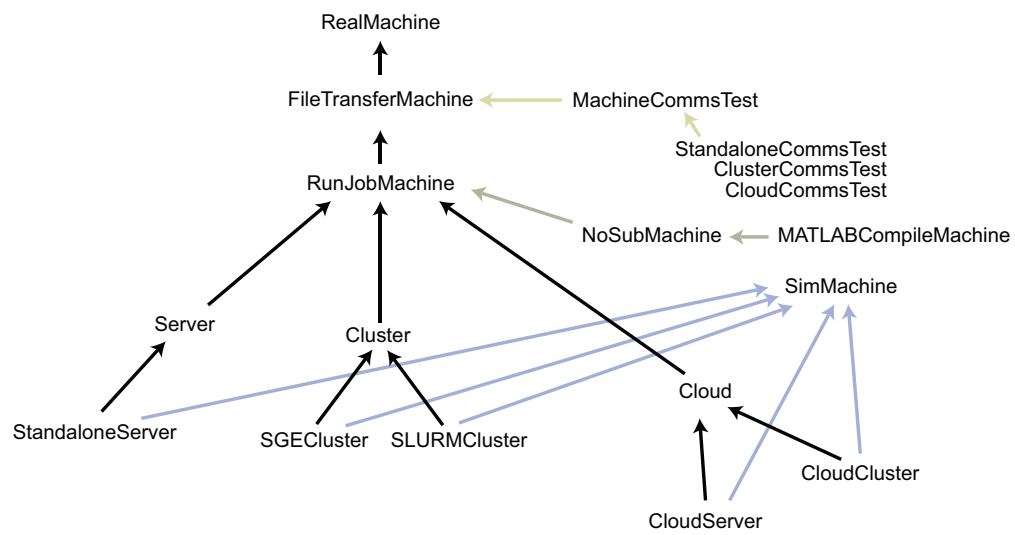 RealMachine
FileTransferMachine
MachineCommsTest
StandaloneCommsTest
ClusterCommsTest
CloudCommsTest
RunJobMachine
NoSubMachine
MATLABCompileMachine
SimMachine
Server
Cluster
Cloud
StandaloneServer
SGECluster
SLURMCluster
CloudCluster
CloudServer